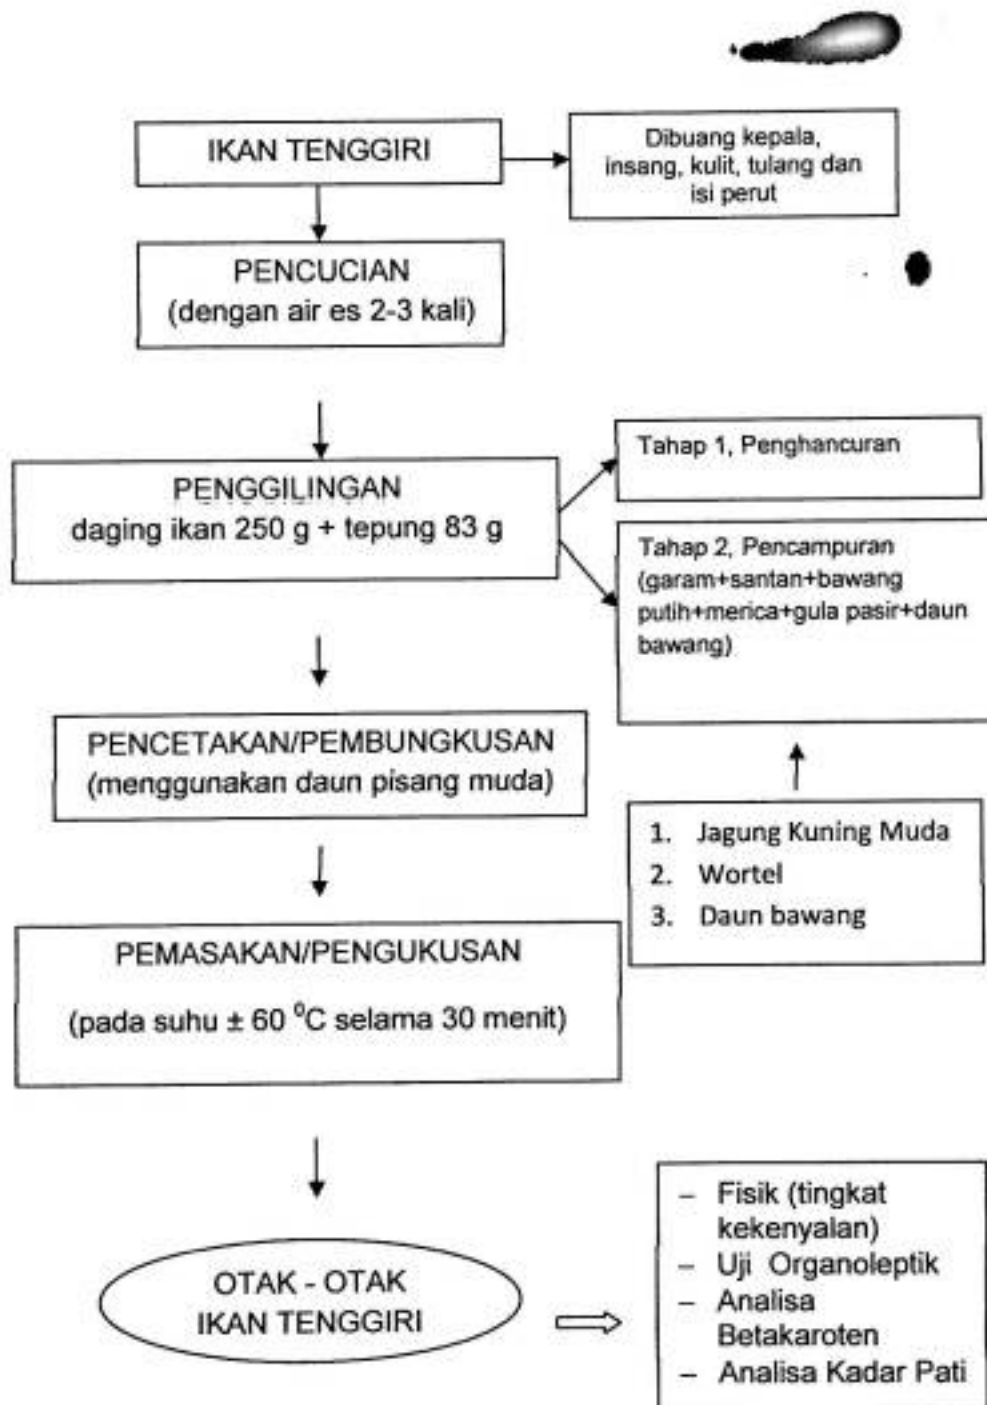 IKAN TENGGIRI
Dibuang kepala,
insang, kulit, tulang dan
isi perut
PENCUCIAN
(dengan air es 2-3 kali)
PENGGILINGAN
daging ikan 250 g + tepung 83 g
Tahap 1, Penghancuran
Tahap 2, Pencampuran
(garam+santan+bawang
putih+merica+gula pasir+daun
bawang)
PENCETAKAN/PEMBUNGKUSAN
(menggunakan daun pisang muda)
1. Jagung Kuning Muda
2. Wortel
3. Daun bawang
PEMASAKAN/PENGUKUSAN
(pada suhu ± 60 ⁰C selama 30 menit)
OTAK - OTAK
IKAN TENGGIRI
– Fisik (tingkat
kekenyalan)
– Uji Organoleptik
– Analisa
Betakaroten
– Analisa Kadar Pati